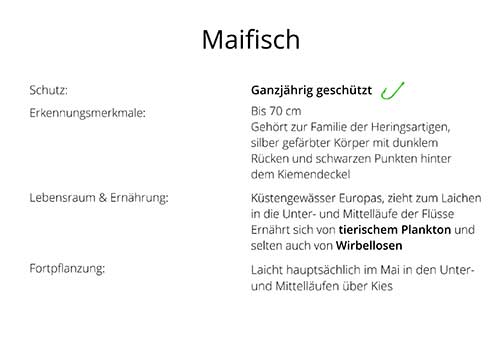 Maifisch
Schutz: Ganzjährig geschützt
Erkennungsmerkmale: Bis 70 cm
Gehört zur Familie der Heringsartigen,
silber gefärbter Körper mit dunklem
Rücken und schwarzen Punkten hinter
dem Kiemendeckel
Lebensraum & Ernährung: Küstengewässer Europas, zieht zum Laichen
in die Unter- und Mittelläufe der Flüsse
Ernährt sich von tierischem Plankton und
selten auch von Wirbellosen
Fortpflanzung: Laicht hauptsächlich im Mai in den Unter-
und Mittelläufen über Kies